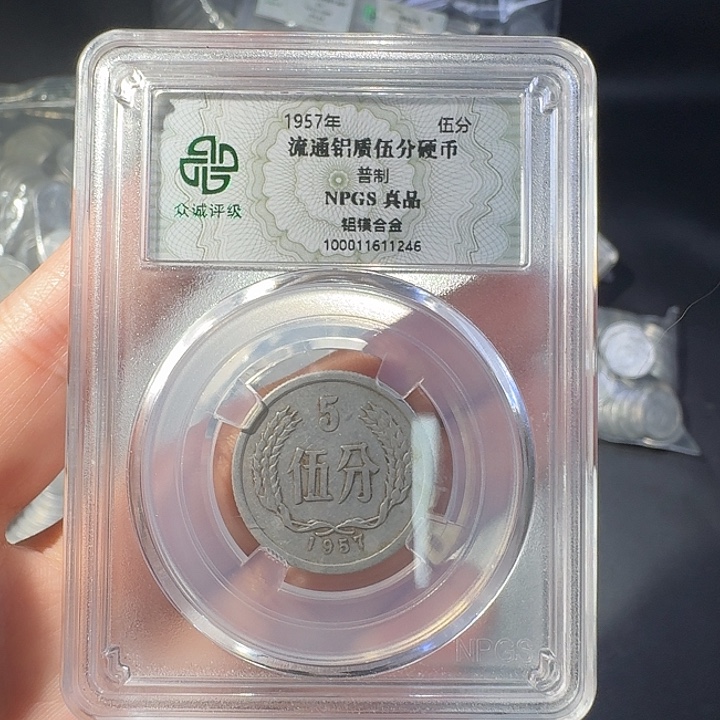 1957年 伍分
流通铝质伍分硬币
普制
NPGS 真品
铝镁合金
100011611246
众诚评级
5
伍分
1957
NPGS